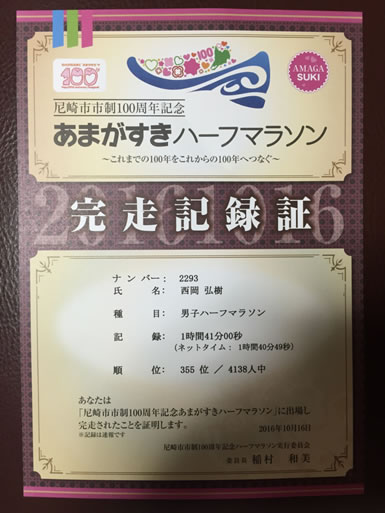 100
AMAGA
SUKI
尼崎市市制100周年記念
あまがすきハーフマラソン
～これまでの100年をこれからの100年へつなぐ～
20161016
完走記録証
ナンバー: 2293
氏 名: 西岡 弘樹
種 目: 男子ハーフマラソン
記 録: 1時間41分00秒
(ネットタイム: 1時間40分49秒)
順 位: 355 位 / 4138人中
あなたは
「尼崎市市制100周年記念あまがすきハーフマラソン」に出場し
完走されたことを証明します。
※記録は速報です
2016年10月16日
尼崎市市制100周年記念ハーフマラソン実行委員会
委員長 稲村 和美